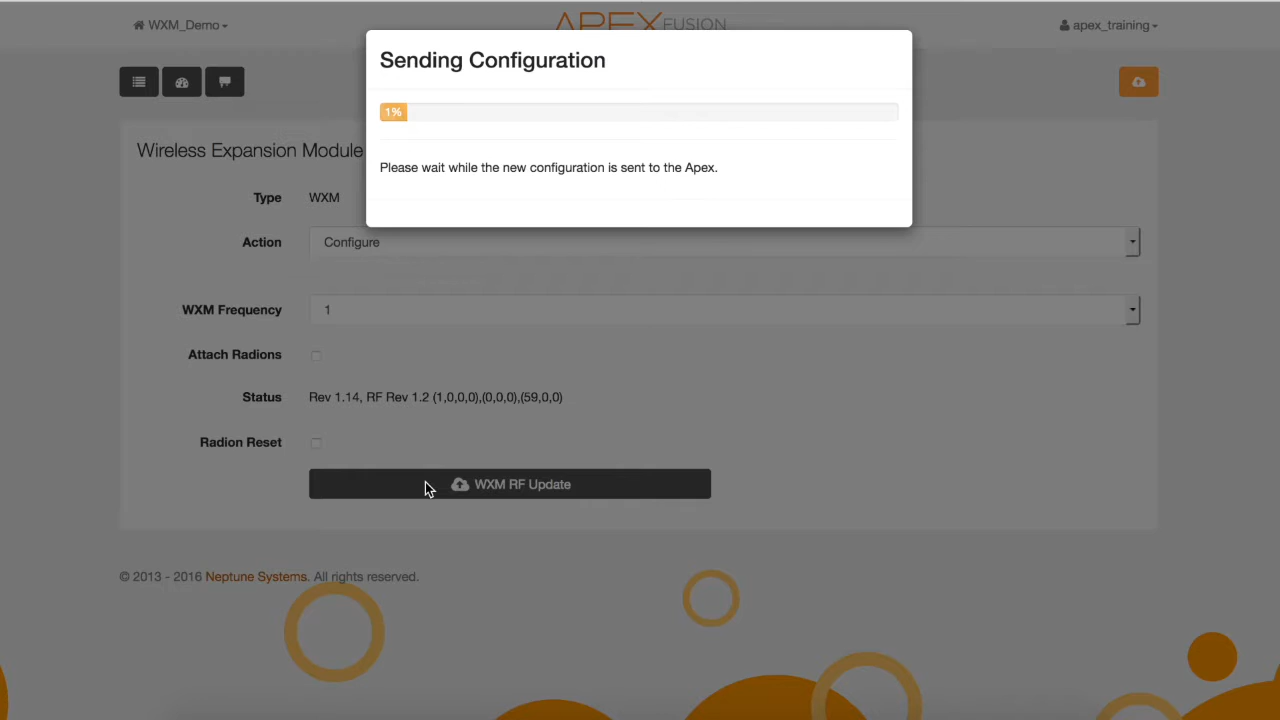 WXM_Demo
APEX FUSION
apex_training
Sending Configuration
1%
Please wait while the new configuration is sent to the Apex.
Wireless Expansion Module
Type WXM
Action Configure
WXM Frequency 1
Attach Radions
Status Rev 1.14, RF Rev 1.2 (1,0,0,0),(0,0,0),(59,0,0)
Radion Reset
WXM RF Update
© 2013 - 2016 Neptune Systems. All rights reserved.